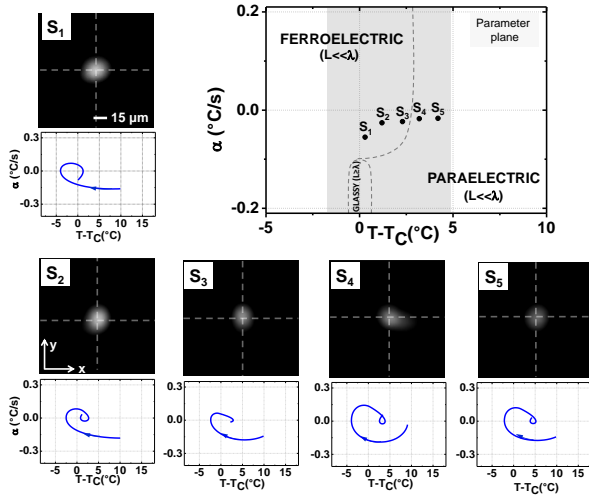 S1
15 μm
α (°C/s)
0.3
0.0
-0.3
-5 0 5 10 15
T-TC(°C)
α (°C/s)
0.2
0.0
-0.2
FERROELECTRIC
(L<<λ)
Parameter
plane
S1
S2
S3
S4
S5
GLASSY (L≥λ)
PARAELECTRIC
(L<<λ)
-5 0 5 10
T-TC(°C)
S2
y
x
α (°C/s)
0.3
0.0
-0.3
-5 0 5 10 15
T-TC(°C)
S3
0.3
0.0
-0.3
-5 0 5 10 15
T-TC(°C)
S4
0.3
0.0
-0.3
-5 0 5 10 15
T-TC(°C)
S5
0.3
0.0
-0.3
-5 0 5 10 15
T-TC(°C)